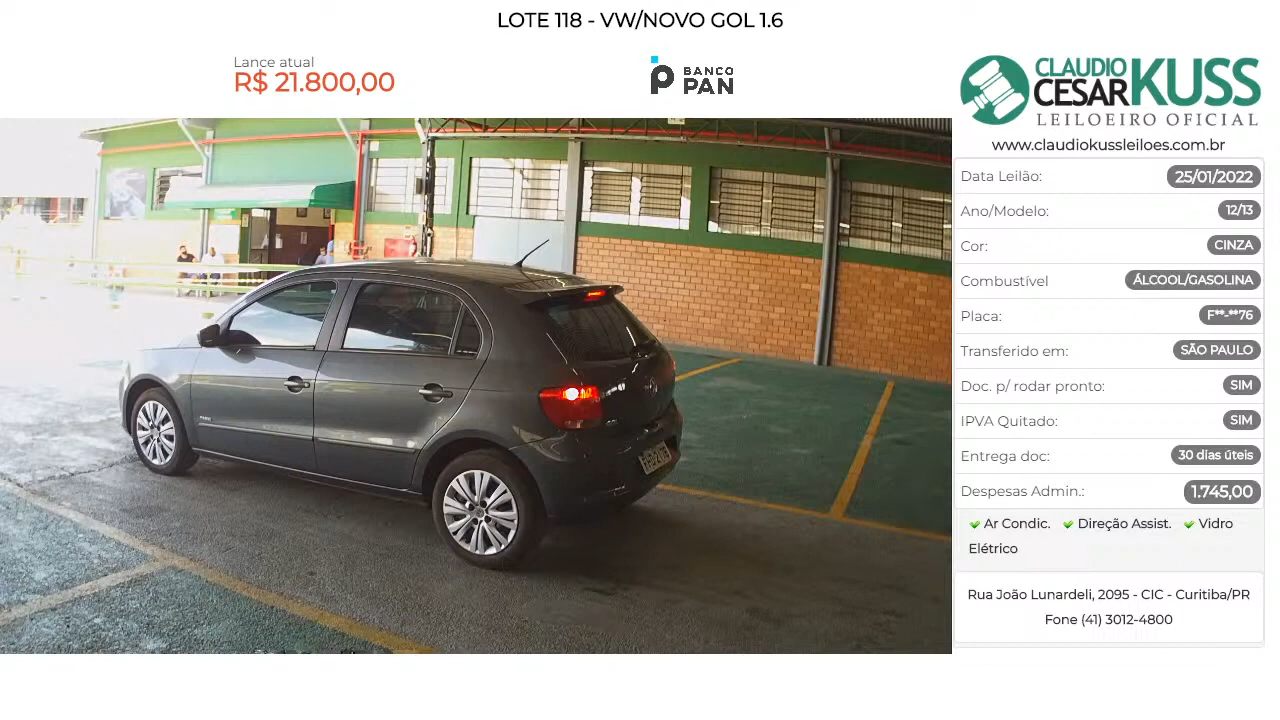 LOTE 118 - VW/NOVO GOL 1.6
Lance atual
R$ 21.800,00
BANCO
PAN
CLAUDIO
CESAR KUSS
LEILOEIRO OFICIAL
www.claudiokussleiloes.com.br
Data Leilão: 25/01/2022
Ano/Modelo: 12/13
Cor: CINZA
Combustível ÁLCOOL/GASOLINA
Placa: F**-**76
Transferido em: SÃO PAULO
Doc. p/ rodar pronto: SIM
IPVA Quitado: SIM
Entrega doc: 30 dias úteis
Despesas Admin.: 1.745,00
Ar Condic. Direção Assist. Vidro
Elétrico
Rua João Lunardeli, 2095 - CIC - Curitiba/PR
Fone (41) 3012-4800